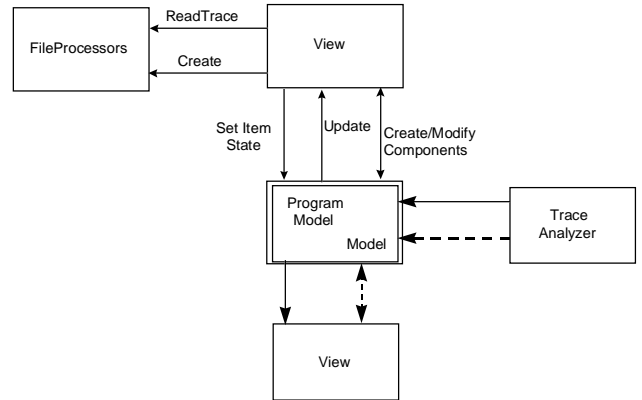 ReadTrace
FileProcessors
View
Create
Set Item
State
Update
Create/Modify
Components
Program
Model
Model
Trace
Analyzer
View